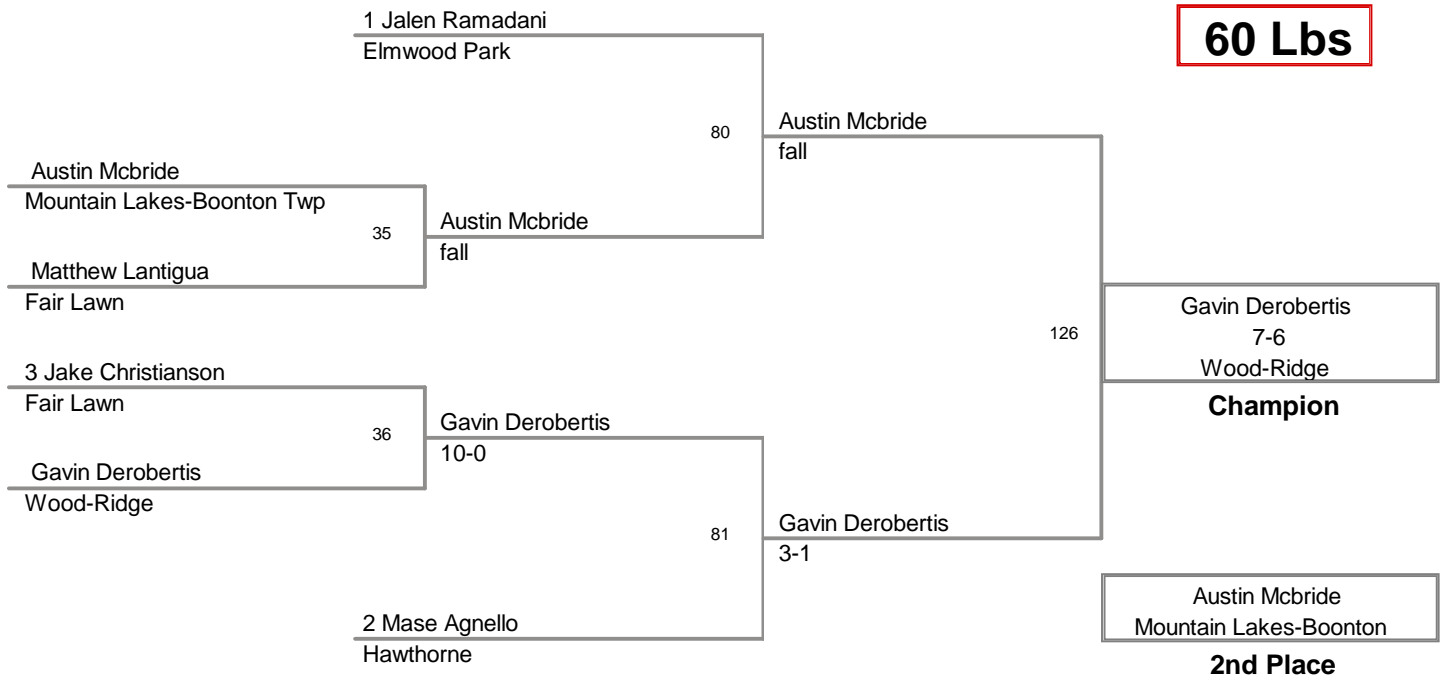 1 Jalen Ramadani
Elmwood Park
60 Lbs
80
Austin Mcbride
fall
Austin Mcbride
Mountain Lakes-Boonton Twp
35
Austin Mcbride
fall
Matthew Lantigua
Fair Lawn
126
Gavin Derobertis
7-6
Wood-Ridge
Champion
3 Jake Christianson
Fair Lawn
36
Gavin Derobertis
10-0
Gavin Derobertis
Wood-Ridge
81
Gavin Derobertis
3-1
2 Mase Agnello
Hawthorne
Austin Mcbride
Mountain Lakes-Boonton
2nd Place